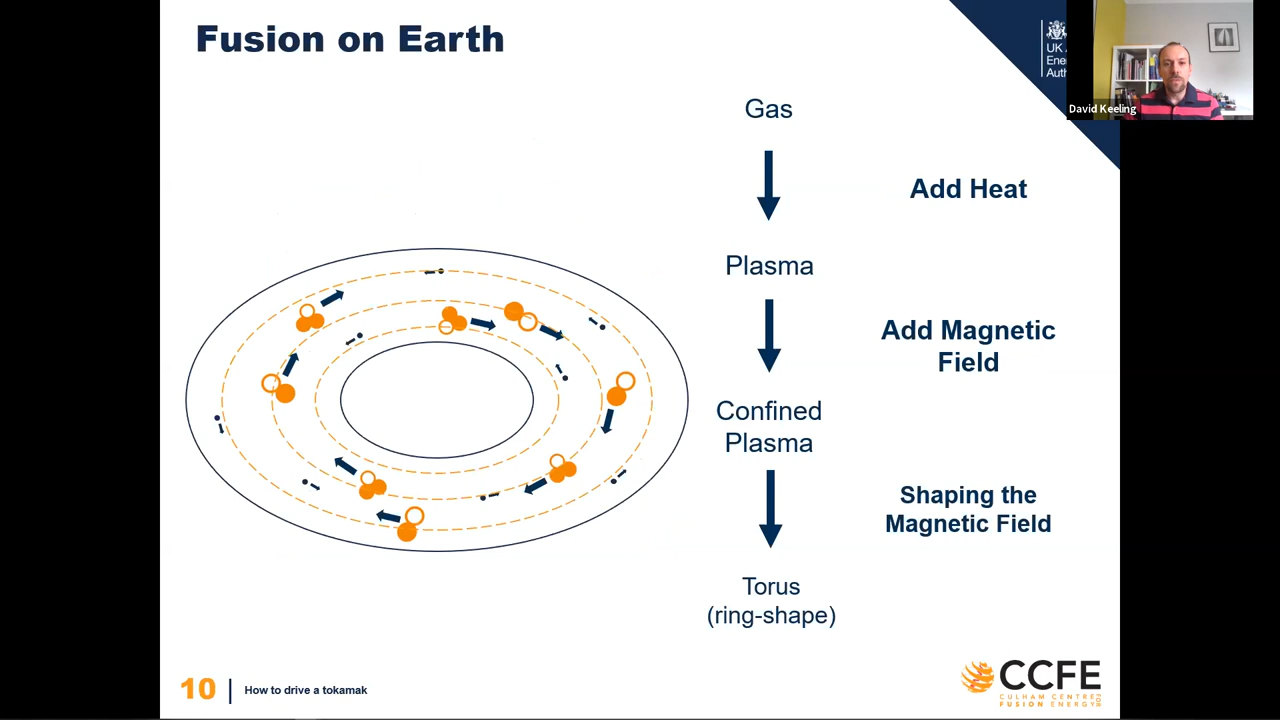 Fusion on Earth
UK
Ene
Auth
David Keeling
Gas
Add Heat
Plasma
Add Magnetic
Field
Confined
Plasma
Shaping the
Magnetic Field
Torus
(ring-shape)
10
How to drive a tokamak
CCFE
CULHAM CENTRE
FOR
FUSION ENERGY